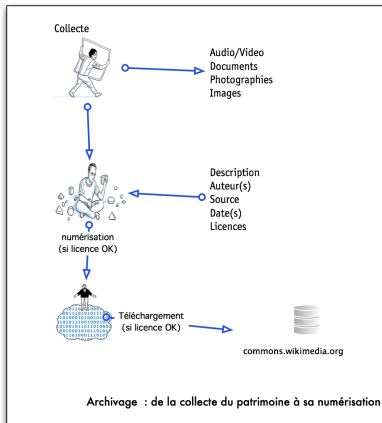 Collecte
Audio/Video
Documents
Photographies
Images
Description
Auteur(s)
Source
Date(s)
Licences
numérisation
(si licence OK)
Téléchargement
(si licence OK)
commons.wikimedia.org
Archivage : de la collecte du patrimoine à sa numérisation